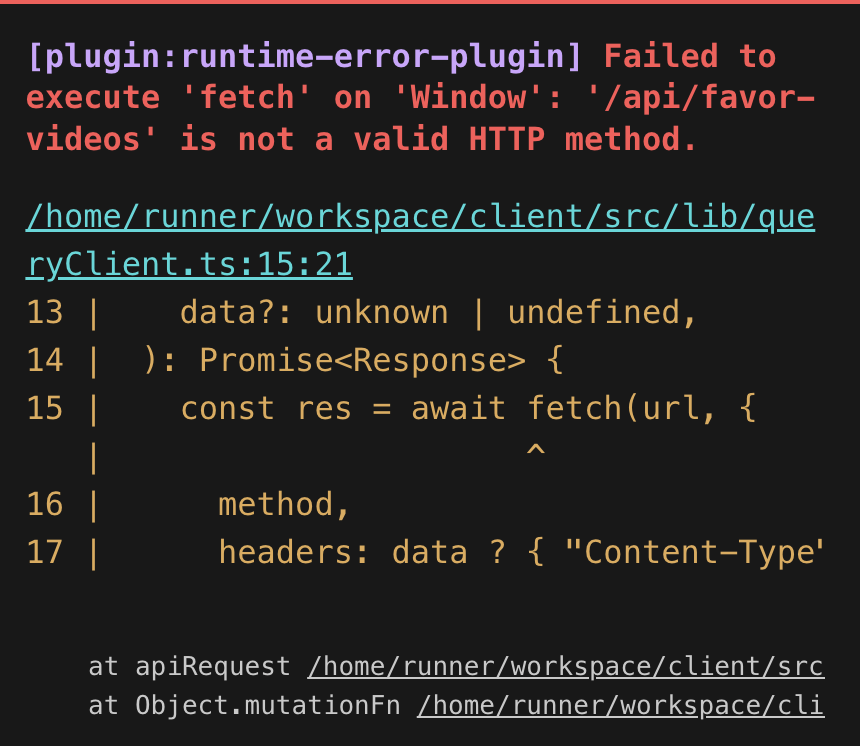 [plugin:runtime-error-plugin] Failed to
execute 'fetch' on 'Window': '/api/favor-
videos' is not a valid HTTP method.
/home/runner/workspace/client/src/lib/que
ryClient.ts:15:21
13 |    data?: unknown | undefined,
14 |  ): Promise<Response> {
15 |    const res = await fetch(url, {
   |                      ^
16 |      method,
17 |      headers: data ? { "Content-Type"
at apiRequest /home/runner/workspace/client/src
at Object.mutationFn /home/runner/workspace/cli